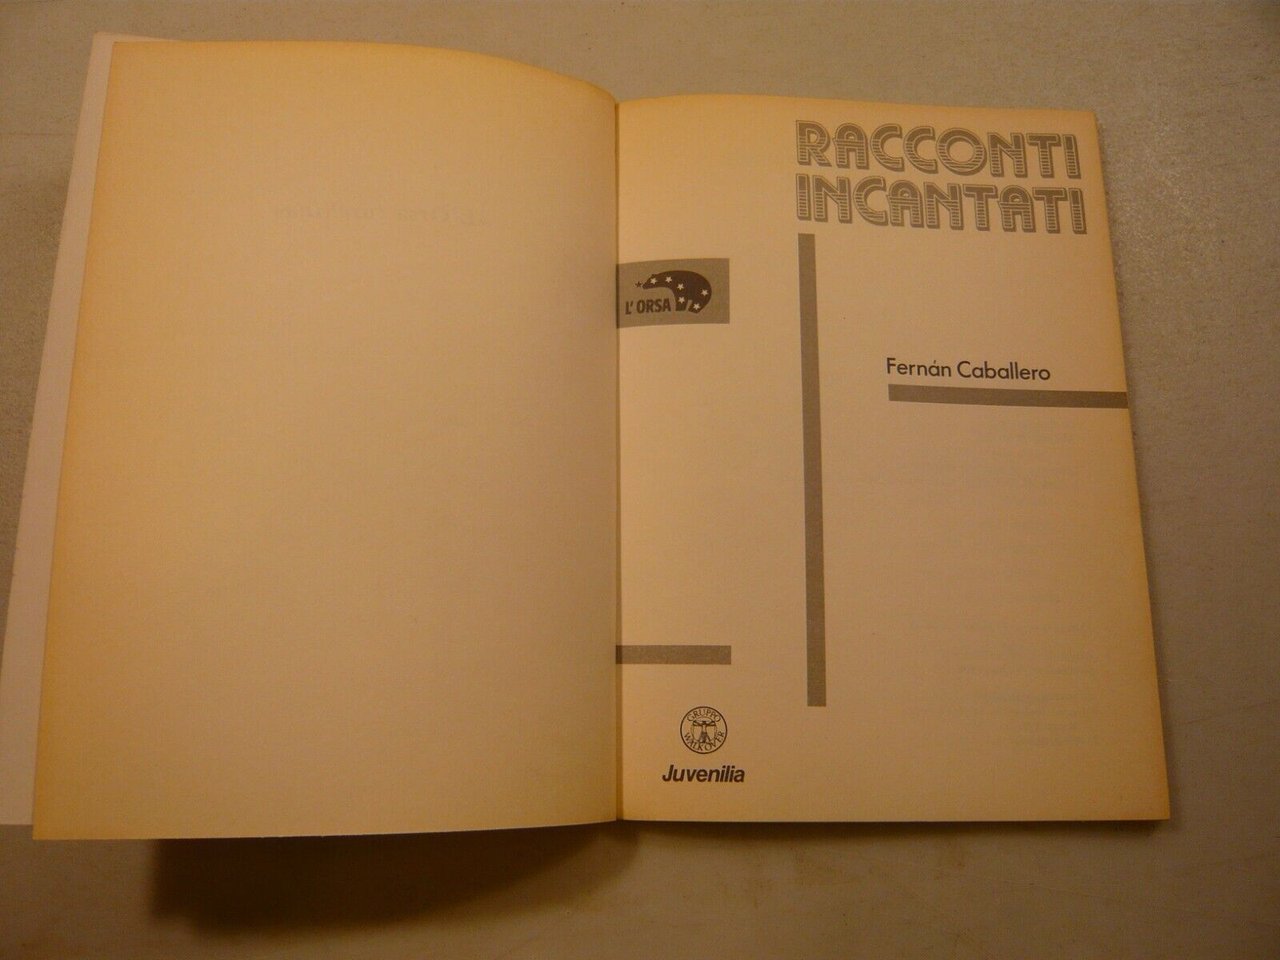 RACCONTI
INCANTATI
L' ORSA
Fernán Caballero
GRUPPO
WALK OVER
Juvenilia